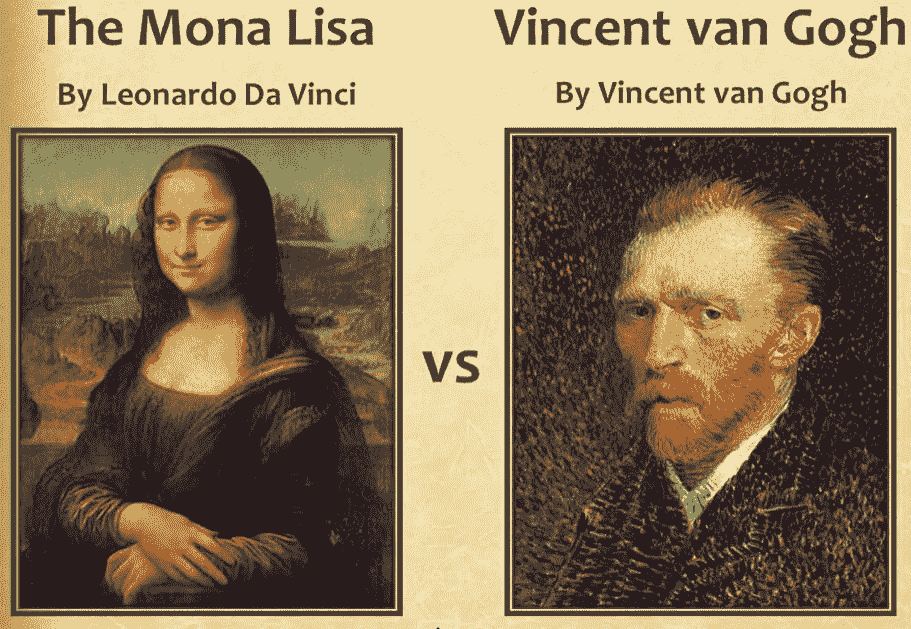 The Mona Lisa
By Leonardo Da Vinci
vs
Vincent van Gogh
By Vincent van Gogh